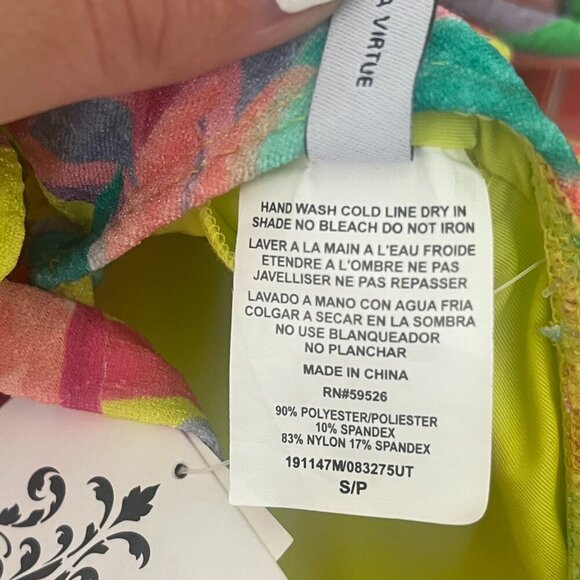 A VIRTUE
HAND WASH COLD LINE DRY IN
SHADE NO BLEACH DO NOT IRON
LAVER A LA MAIN A L'EAU FROIDE
ETENDRE A L'OMBRE NE PAS
JAVELLISER NE PAS REPASSER
LAVADO A MANO CON AGUA FRIA
COLGAR A SECAR EN LA SOMBRA
NO USE BLANQUEADOR
NO PLANCHAR
MADE IN CHINA
RN#59526
90% POLYESTER/POLIESTER
10% SPANDEX
83% NYLON 17% SPANDEX
191147M/083275UT
S/P